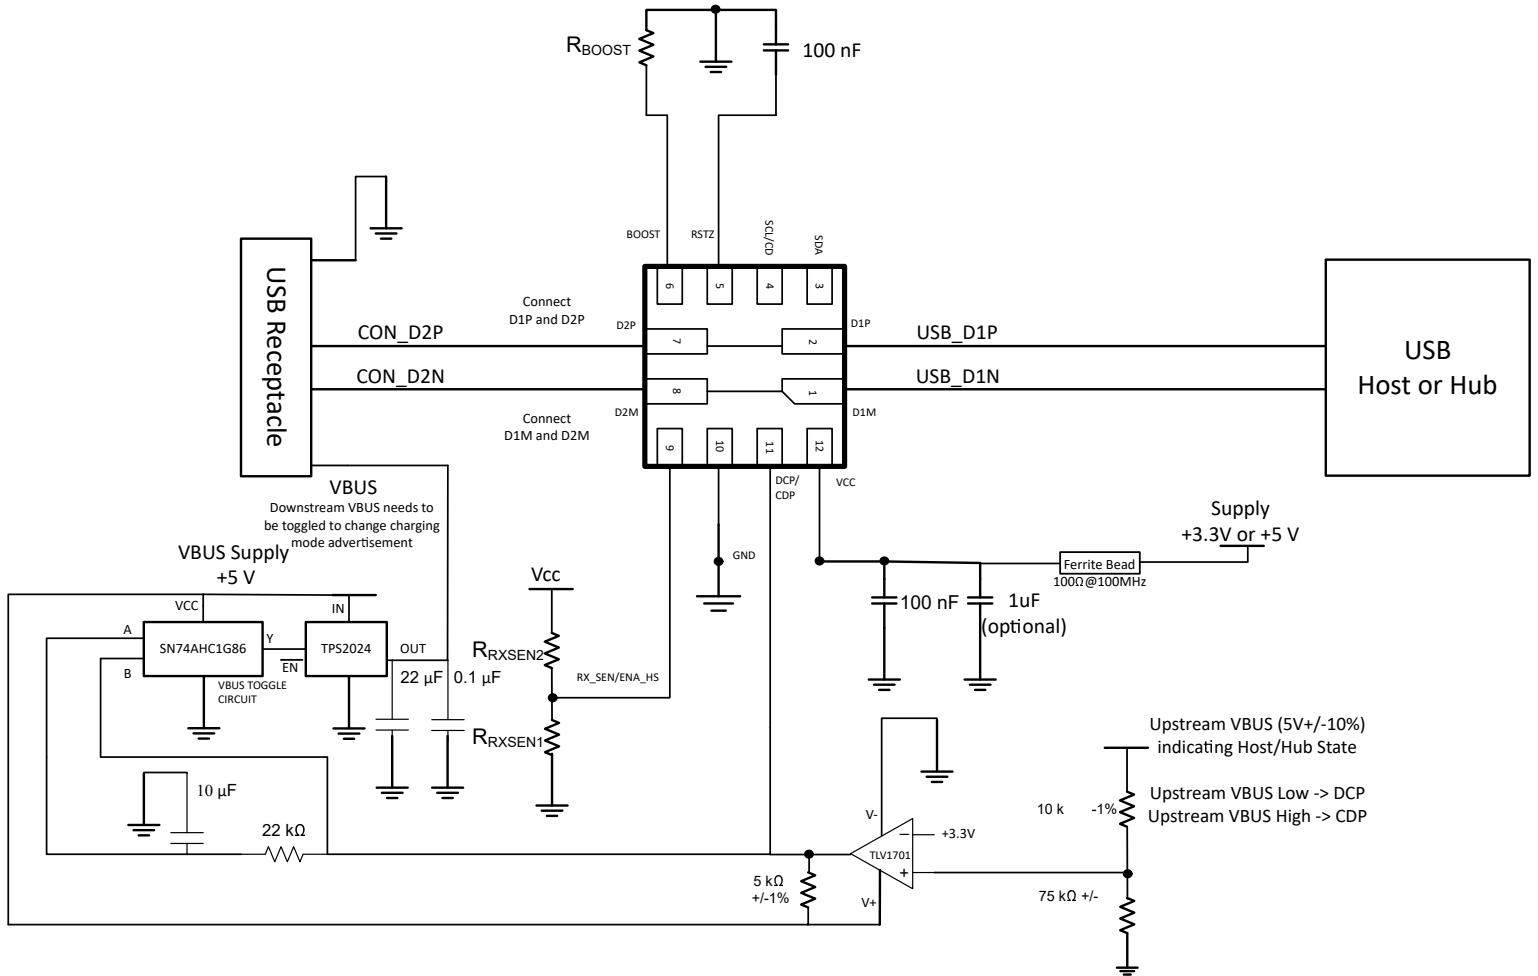 RBOOST
100 nF
BOOST
RSTZ
SCL/CD
SDA
6
5
4
3
USB Receptacle
Connect
D1P and D2P
CON_D2P
D2P
7
2
D1P
USB_D1P
CON_D2N
8
1
USB_D1N
D2M
D1M
Connect
D1M and D2M
USB
Host or Hub
9
10
11
12
DCP/
CDP
VCC
VBUS
Downstream VBUS needs to
be toggled to change charging
mode advertisement
Supply
+3.3V or +5 V
GND
Ferrite Bead
100Ω@100MHz
100 nF
1uF
(optional)
VBUS Supply
+5 V
VCC
IN
A
B
SN74AHC1G86
Y
EN
TPS2024
OUT
VBUS TOGGLE
CIRCUIT
22 µF
0.1 µF
Vcc
RRXSEN2
RX_SEN/ENA_HS
RRXSEN1
10 µF
22 kΩ
Upstream VBUS (5V+/-10%)
indicating Host/Hub State
10 k -1%
Upstream VBUS Low -> DCP
Upstream VBUS High -> CDP
V-
+3.3V
TLV1701
−
+
V+
5 kΩ
+/-1%
75 kΩ +/-